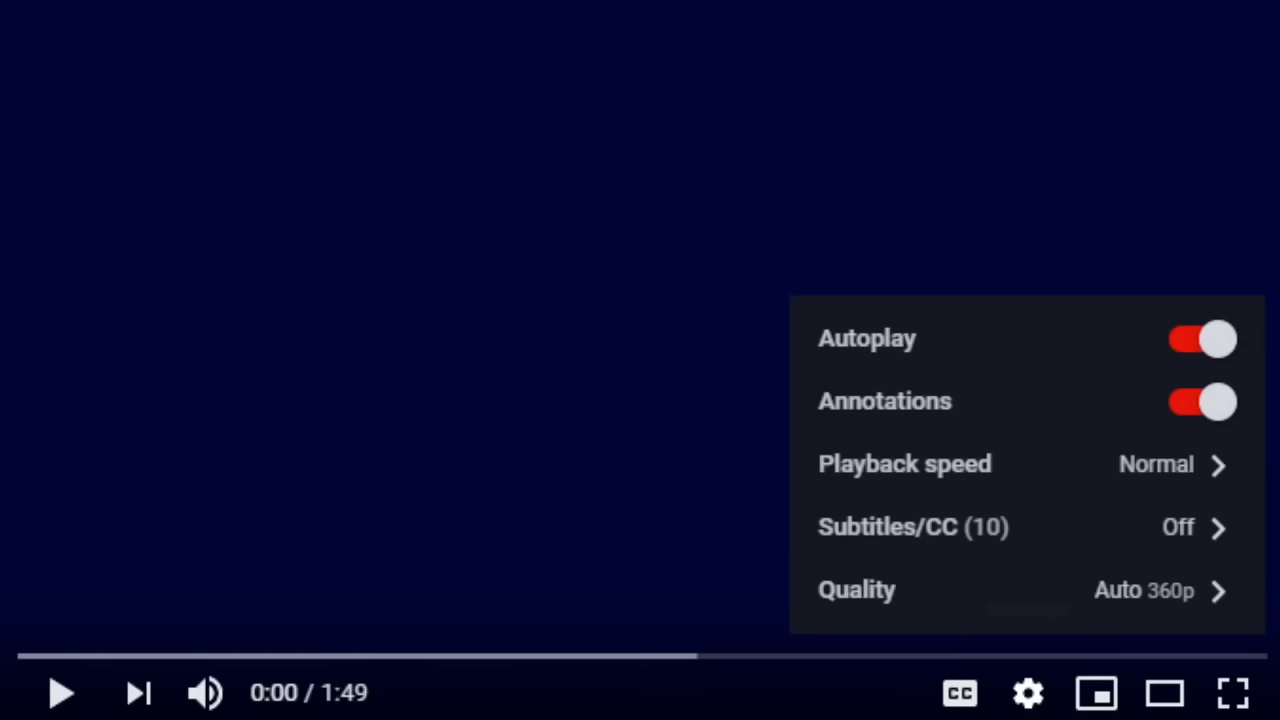 Autoplay
Annotations
Playback speed Normal
Subtitles/CC (10) Off
Quality Auto 360p
0:00 / 1:49 CC